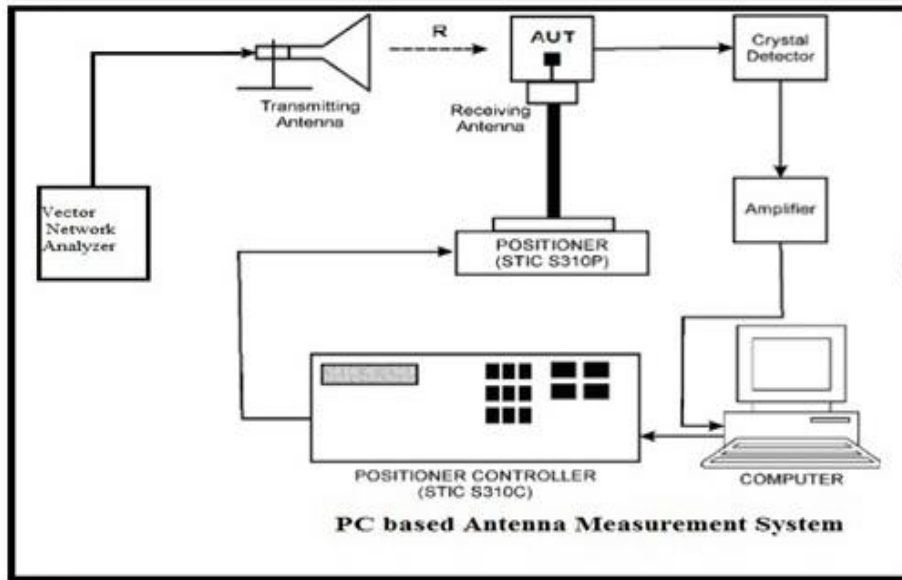 R
AUT
Crystal
Detector
Transmitting
Antenna
Receiving
Antenna
Vector
Network
Analyzer
Amplifier
POSITIONER
(STIC S310P)
POSITIONER CONTROLLER
(STIC S310C)
COMPUTER
PC based Antenna Measurement System